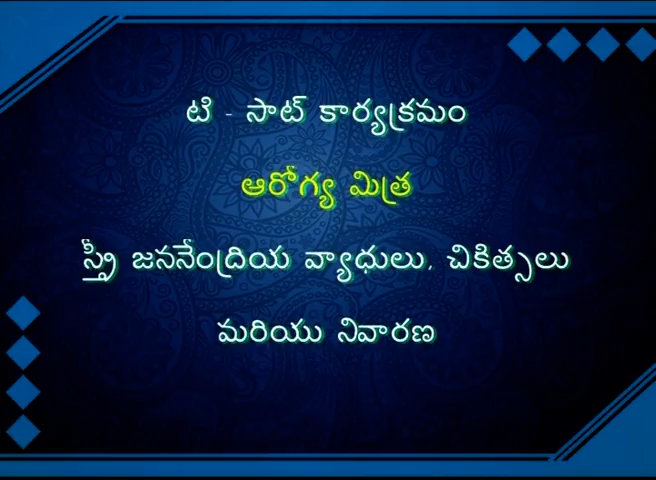 టి - సాట్ కార్యక్రమం
ఆరోగ్య మిత్ర
స్త్రీ జననేంద్రియ వ్యాధులు, చికిత్సలు
మరియు నివారణ